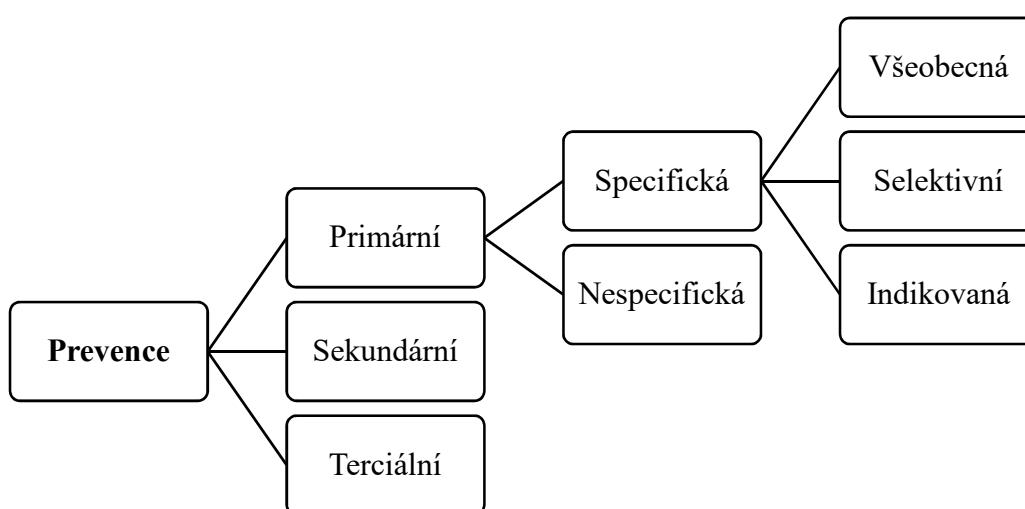 Prevence
Primární
Sekundární
Terciální
Specifická
Nespecifická
Všeobecná
Selektivní
Indikovaná